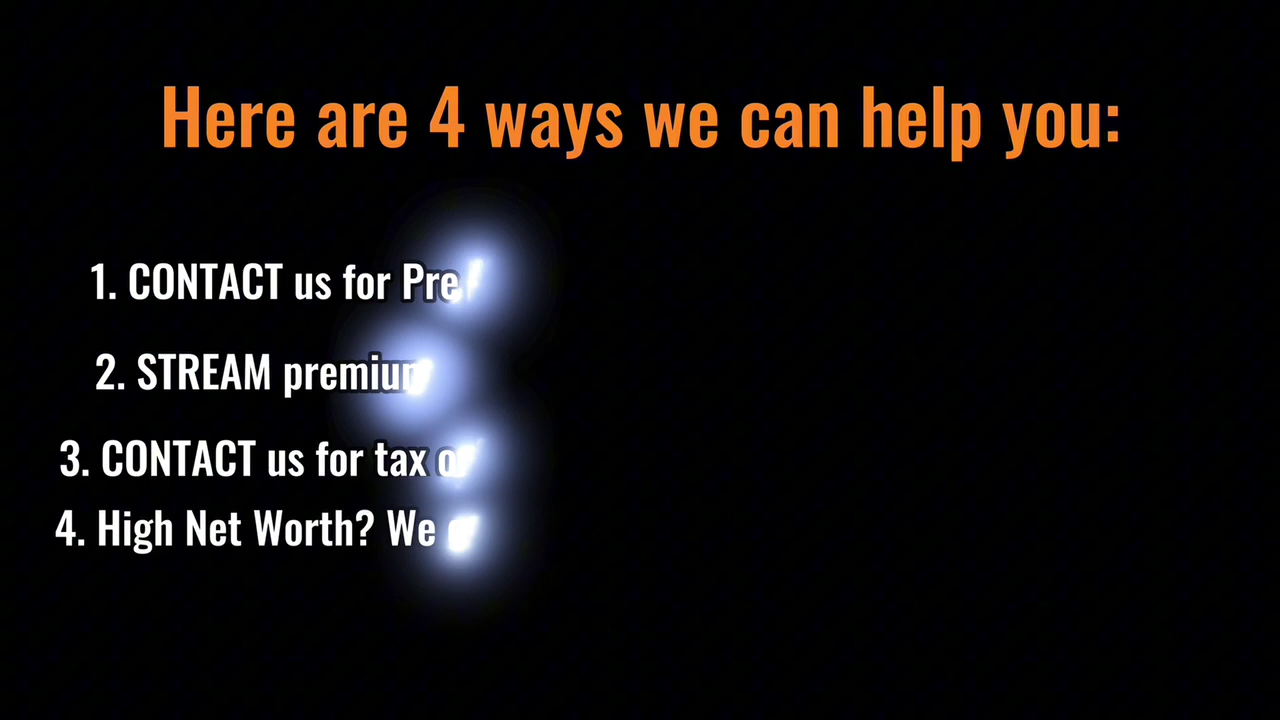 Here are 4 ways we can help you:
1. CONTACT us for Pre
2. STREAM
3. CONTACT us for tax
4. High Net Worth? We